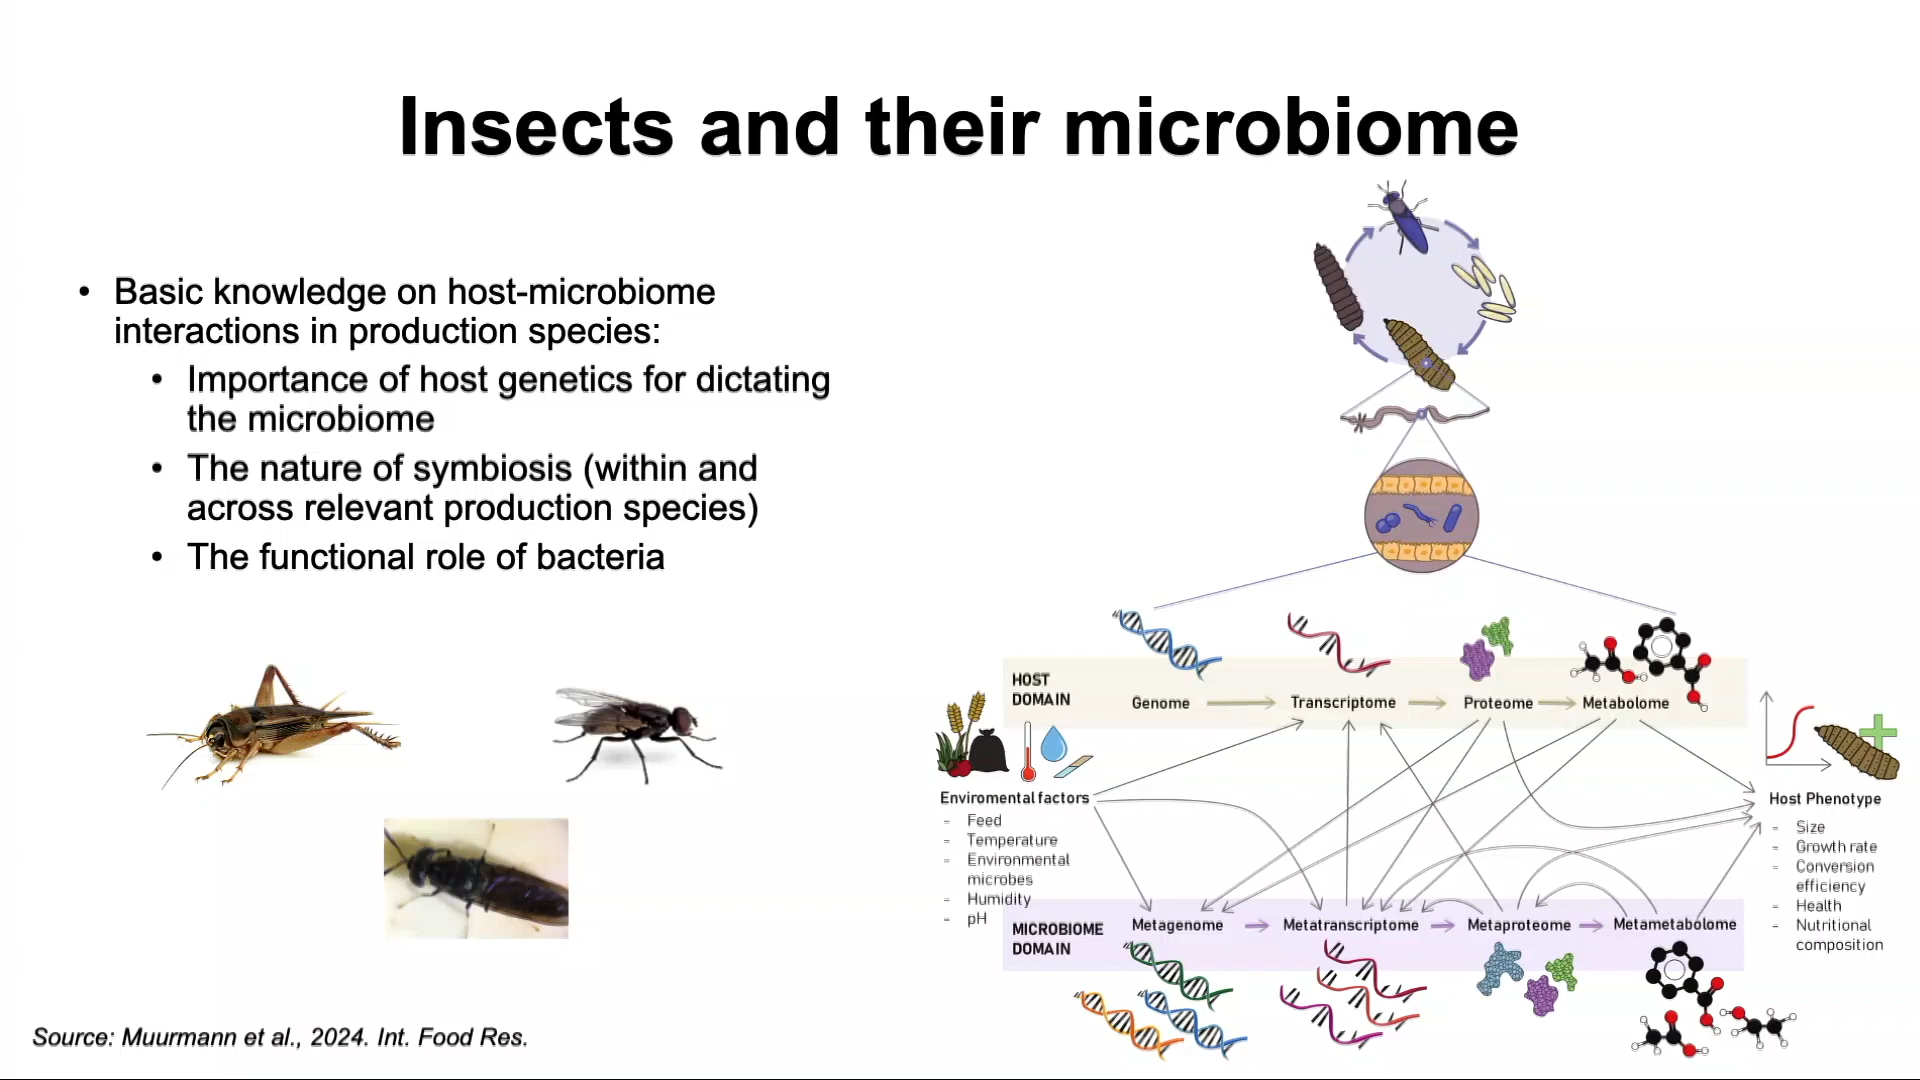 Insects and their microbiome
• Basic knowledge on host-microbiome
interactions in production species:
• Importance of host genetics for dictating
the microbiome
• The nature of symbiosis (within and
across relevant production species)
• The functional role of bacteria
HOST
DOMAIN
Genome
Transcriptome
Proteome
Metabolome
Enviromental factors
- Feed
- Temperature
- Environmental
microbes
- Humidity
- pH
Host Phenotype
- Size
- Growth rate
- Conversion
efficiency
- Health
- Nutritional
composition
MICROBIOME
DOMAIN
Metagenome
Metatranscriptome
Metaproteome
Metametabolome
Source: Muurmann et al., 2024. Int. Food Res.